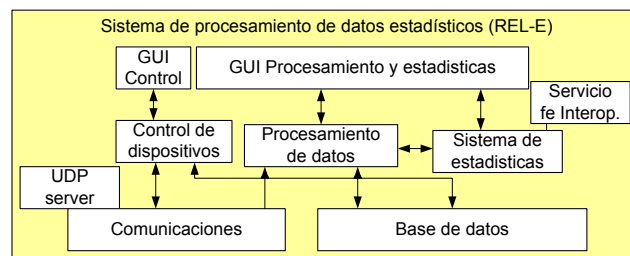 Sistema de procesamiento de datos estadísticos (REL-E)
GUI
Control
GUI Procesamiento y estadisticas
Servicio
fe Interop.
Control de
dispositivos
Procesamiento
de datos
Sistema de
estadisticas
UDP
server
Comunicaciones
Base de datos